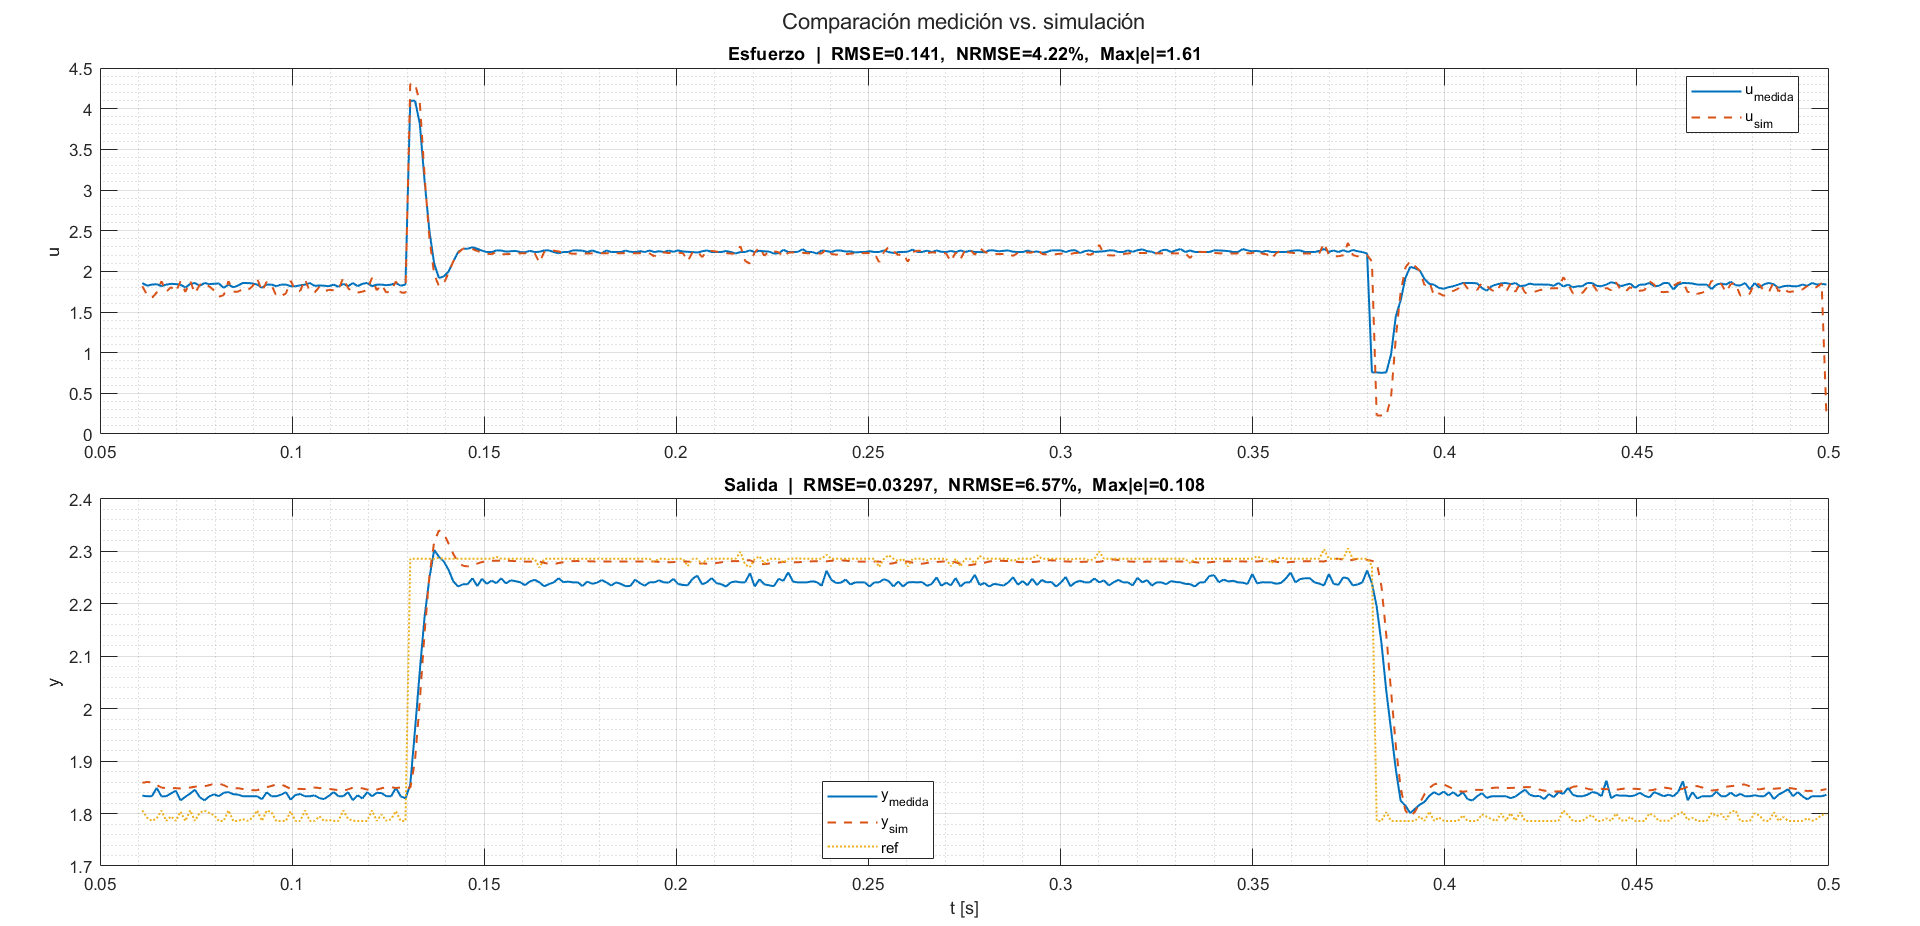 Comparación medición vs. simulación
Esfuerzo | RMSE=0.141, NRMSE=4.22%, Max|e|=1.61
4.5
4
3.5
3
2.5
2
1.5
1
0.5
0
u
u_medida
u_sim
0.05 0.1 0.15 0.2 0.25 0.3 0.35 0.4 0.45 0.5
Salida | RMSE=0.03297, NRMSE=6.57%, Max|e|=0.108
2.4
2.3
2.2
2.1
2
1.9
1.8
1.7
y
y_medida
y_sim
ref
0.05 0.1 0.15 0.2 0.25 0.3 0.35 0.4 0.45 0.5
t [s]